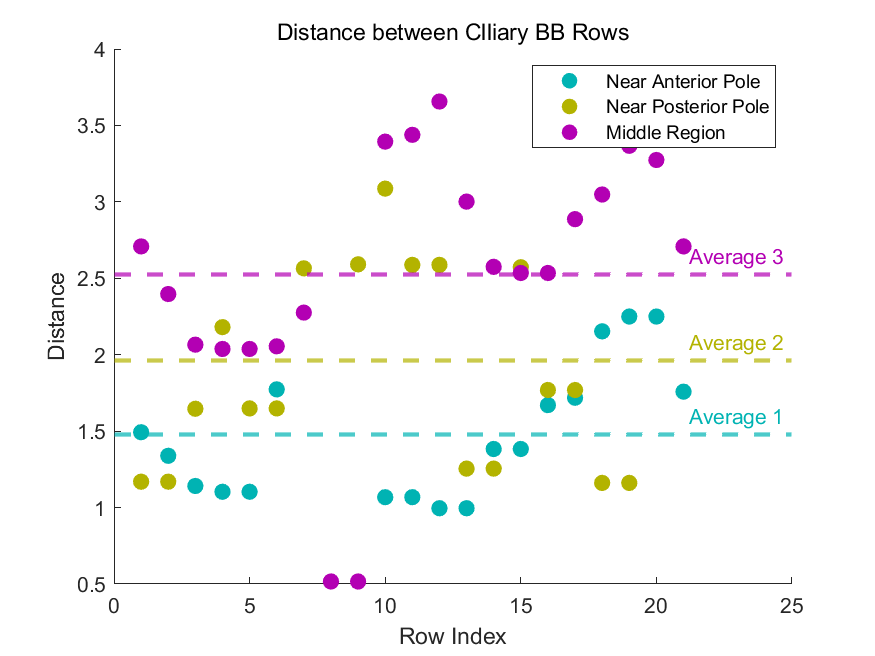 Distance between CIliary BB Rows
4
3.5
3
2.5
2
1.5
1
0.5
0
5
10
15
20
25
Distance
Row Index
Near Anterior Pole
Near Posterior Pole
Middle Region
Average 3
Average 2
Average 1